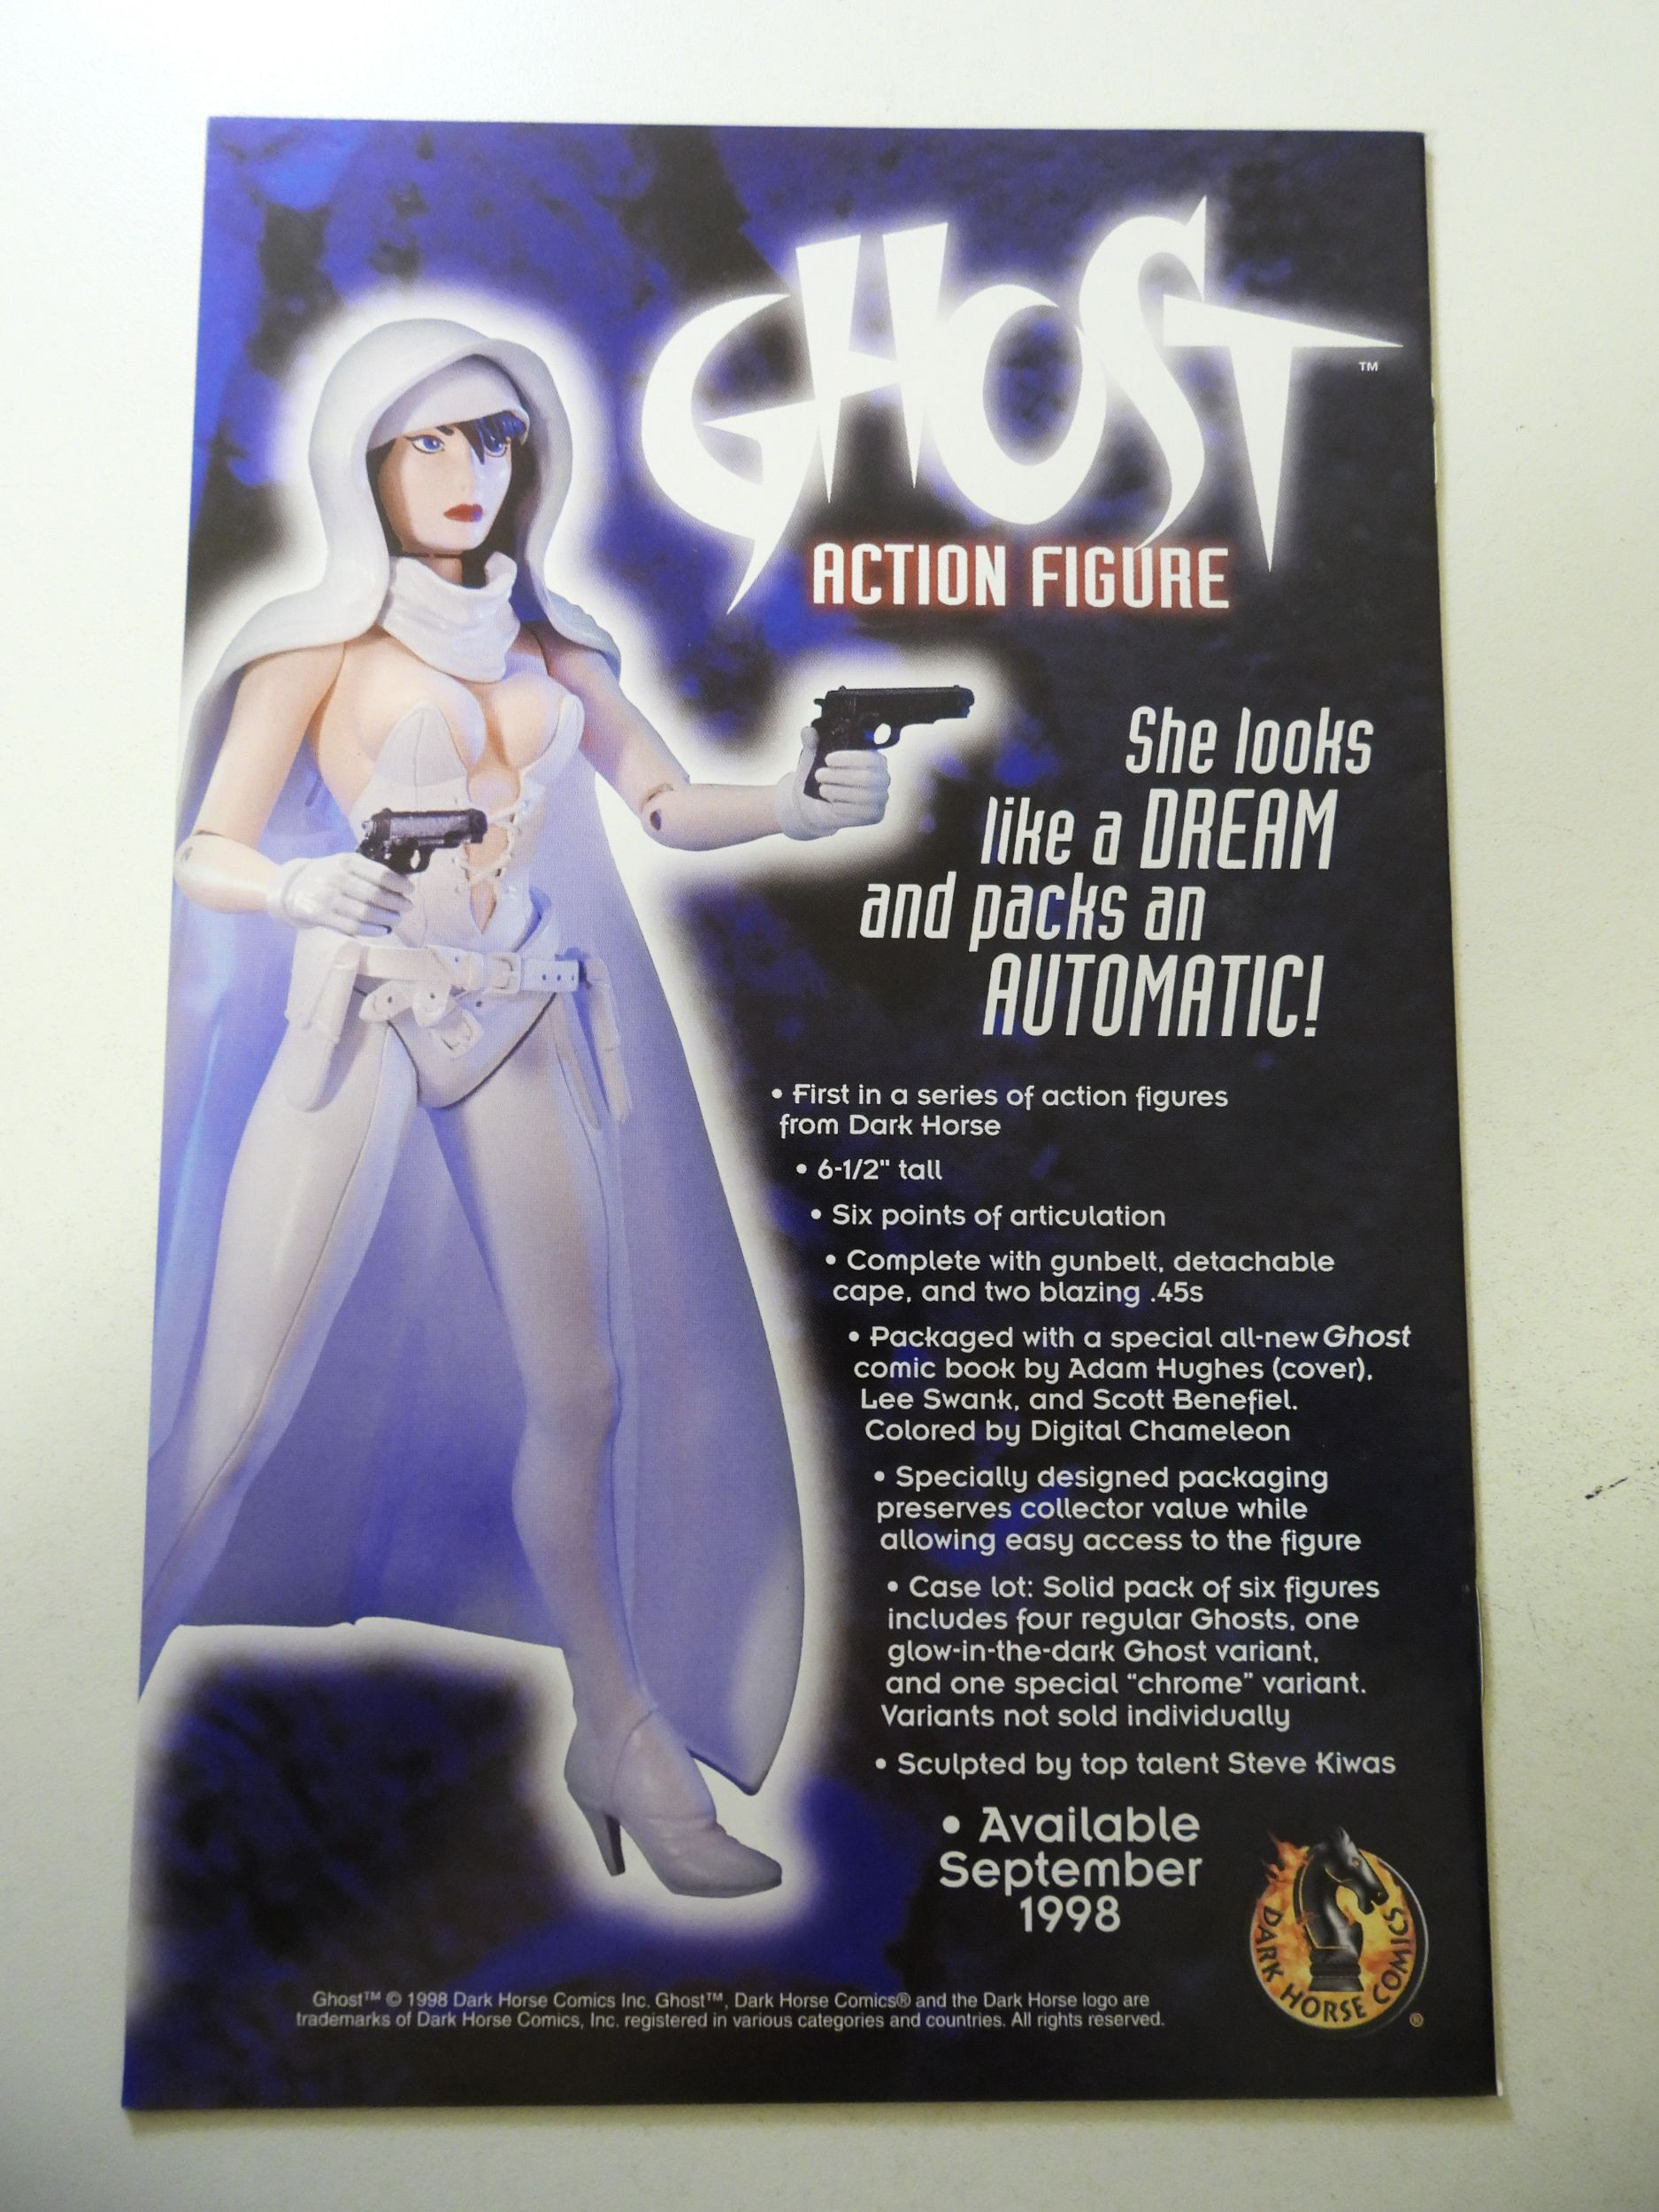 GHOST
™
ACTION FIGURE
She looks
like a DREAM
and packs an
AUTOMATIC!
• First in a series of action figures
from Dark Horse
• 6-1/2" tall
• Six points of articulation
• Complete with gunbelt, detachable
cape, and two blazing .45s
• Packaged with a special all-new Ghost
comic book by Adam Hughes (cover),
Lee Swank, and Scott Benefiel.
Colored by Digital Chameleon
• Specially designed packaging
preserves collector value while
allowing easy access to the figure
• Case lot: Solid pack of six figures
includes four regular Ghosts, one
glow-in-the-dark Ghost variant,
and one special “chrome” variant.
Variants not sold individually
• Sculpted by top talent Steve Kiwas
• Available
September
1998
DARK HORSE COMICS
®
Ghost™ © 1998 Dark Horse Comics Inc. Ghost™, Dark Horse Comics® and the Dark Horse logo are
trademarks of Dark Horse Comics, Inc. registered in various categories and countries. All rights reserved.